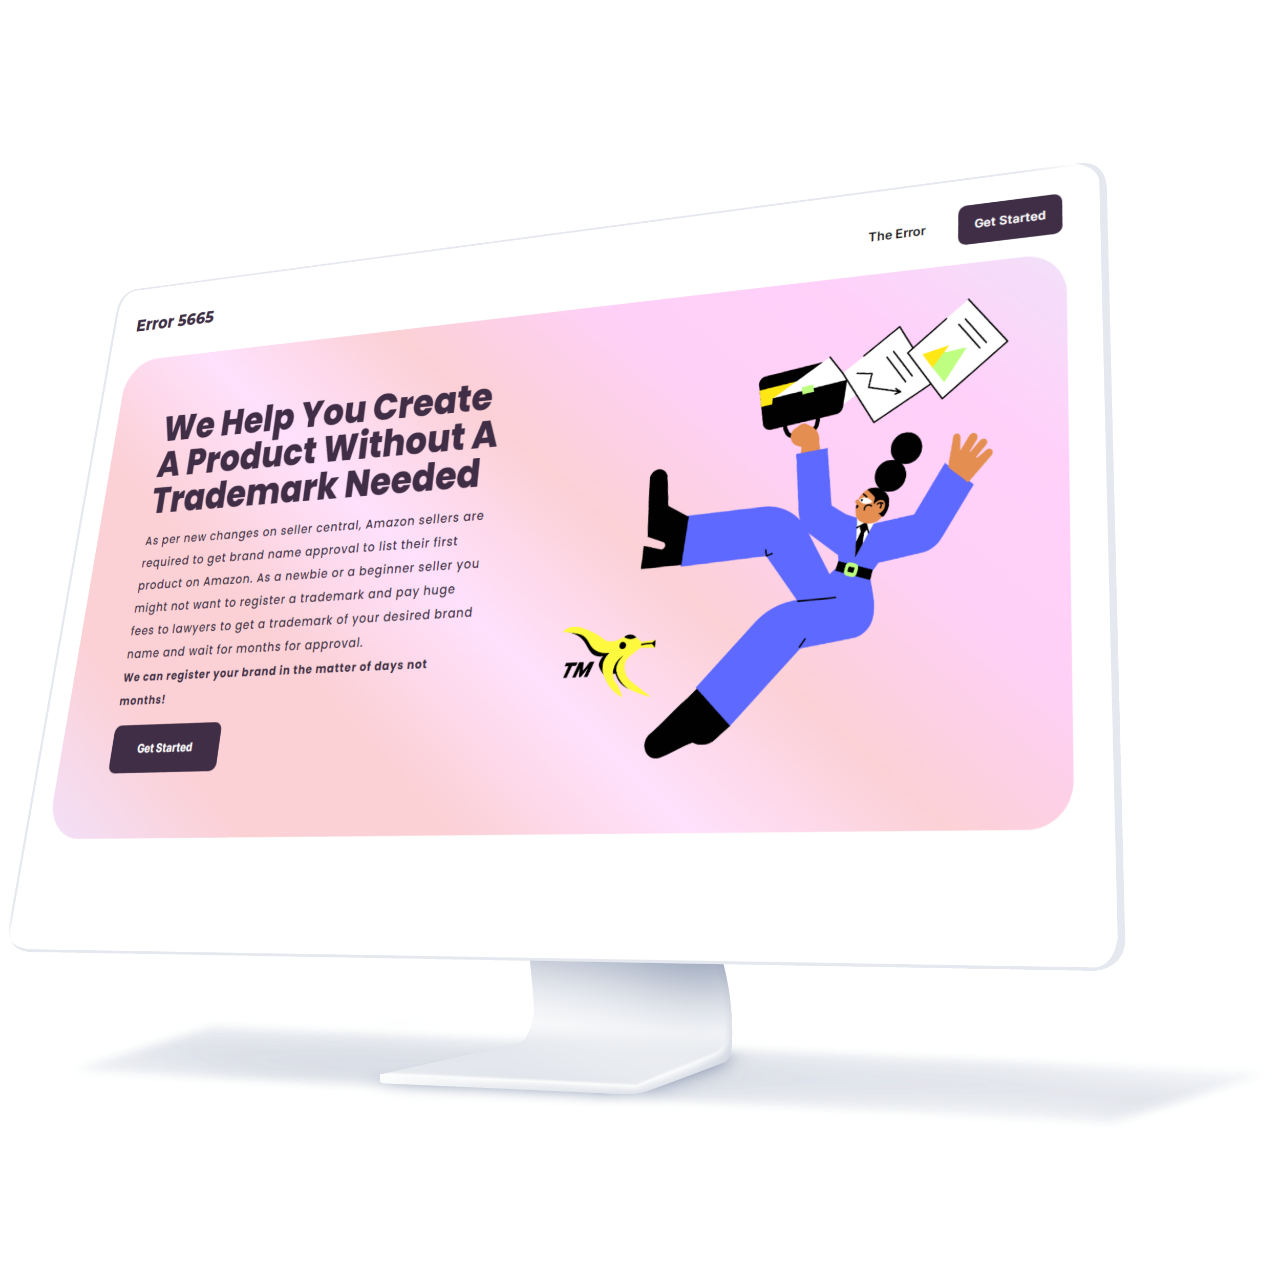 The Error
Get Started
Error 5665
We Help You Create
A Product Without A
Trademark Needed
As per new changes on seller central, Amazon sellers are
required to get brand name approval to list their first
product on Amazon. As a newbie or a beginner seller you
might not want to register a trademark and pay huge
fees to lawyers to get a trademark of your desired brand
name and wait for months for approval.
We can register your brand in the matter of days not
months!
Get Started
TM